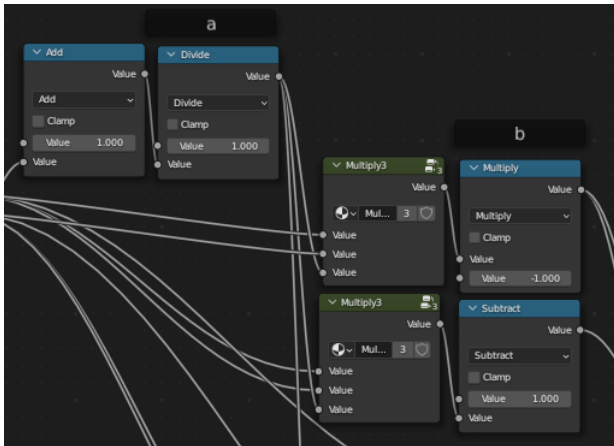 a
Add
Value
Add
Clamp
Value 1.000
Value
Divide
Value
Divide
Clamp
Value 1.000
Value
b
Multiply3
3
Value
Mul... 3
Value
Value
Value
Multiply
Value
Multiply
Clamp
Value
Value -1.000
Multiply3
3
Value
Mul... 3
Value
Value
Value
Subtract
Value
Subtract
Clamp
Value 1.000
Value